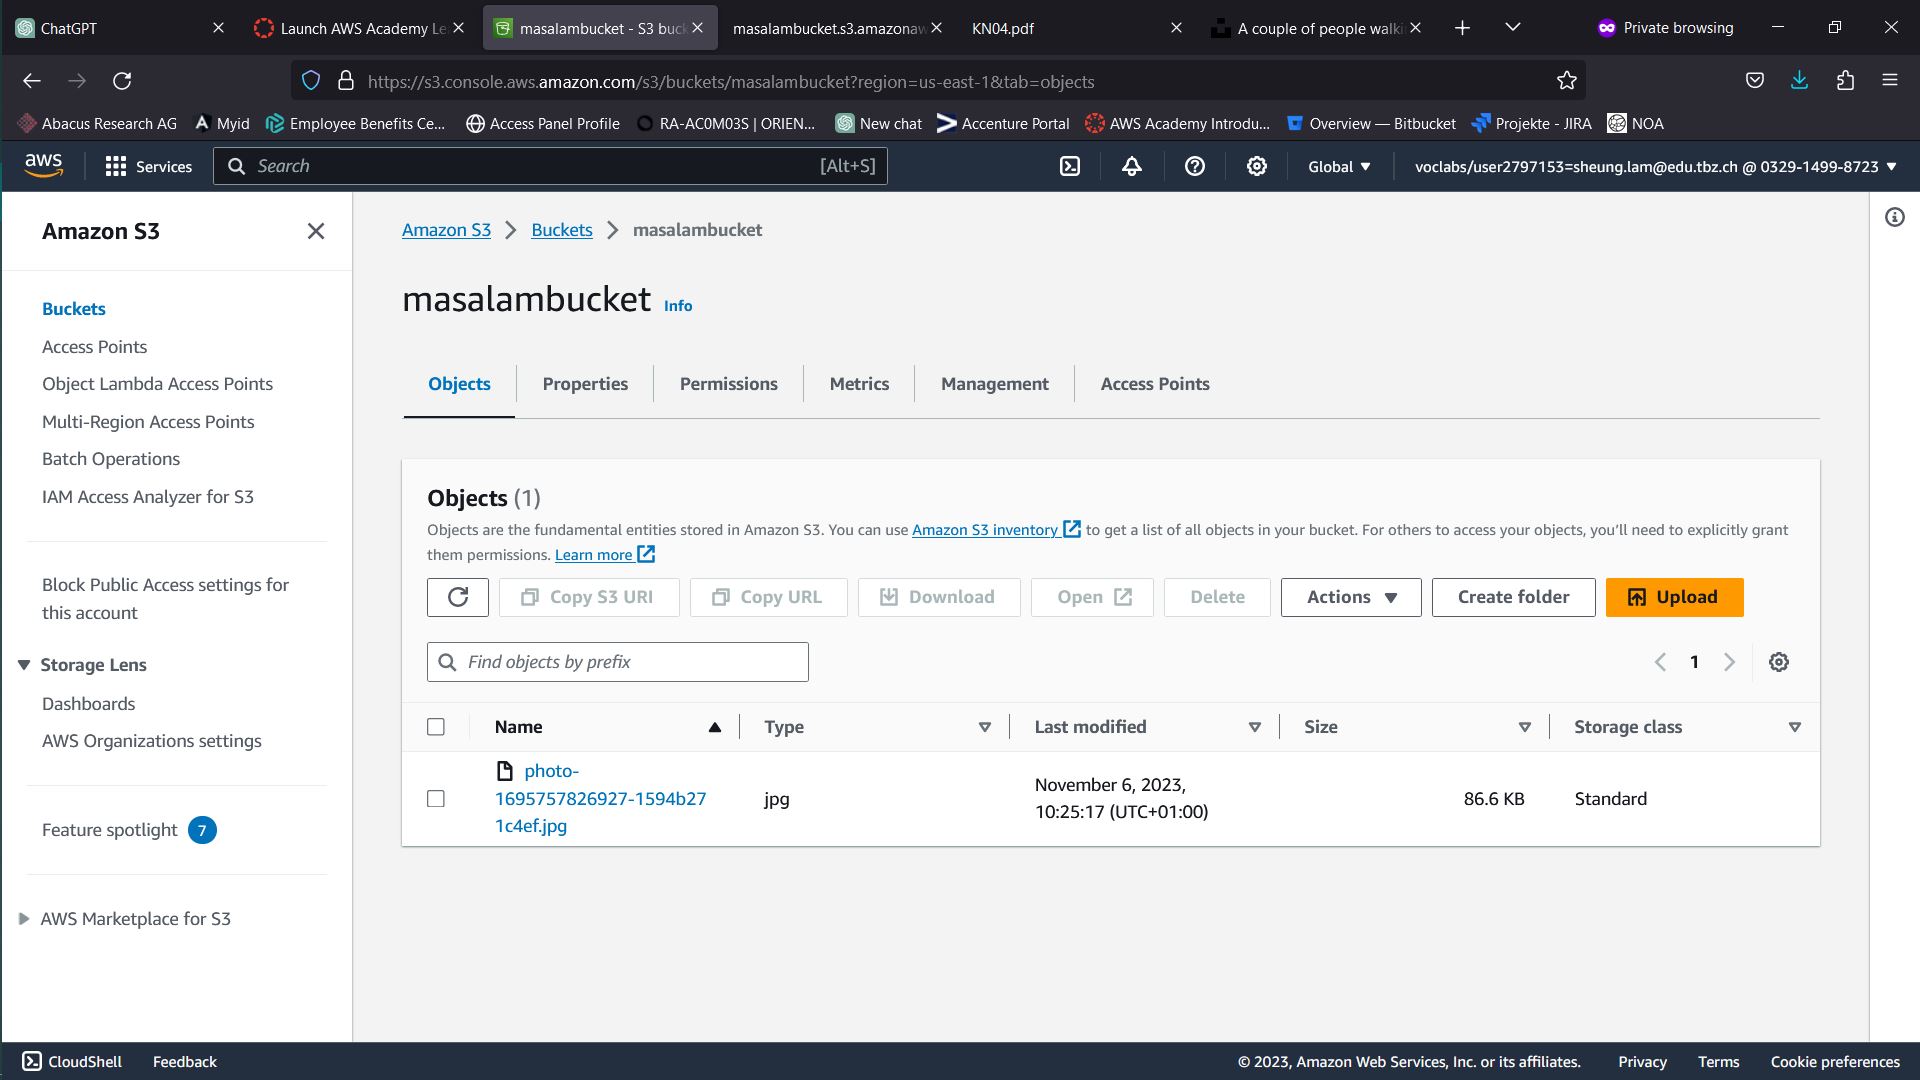 ChatGPT
Launch AWS Academy Le
masalambucket - S3 buck
masalambucket.s3.amazonaw
KN04.pdf
A couple of people walki
Private browsing
https://s3.console.aws.amazon.com/s3/buckets/masalambucket?region=us-east-1&tab=objects
Abacus Research AG
Myid
Employee Benefits Ce...
Access Panel Profile
RA-AC0M03S | ORIEN...
New chat
Accenture Portal
AWS Academy Introdu...
Overview — Bitbucket
Projekte - JIRA
NOA
aws
Services
Search
[Alt+S]
Global
voclabs/user2797153=sheung.lam@edu.tbz.ch @ 0329-1499-8723
Amazon S3
Buckets
Access Points
Object Lambda Access Points
Multi-Region Access Points
Batch Operations
IAM Access Analyzer for S3
Block Public Access settings for
this account
Storage Lens
Dashboards
AWS Organizations settings
Feature spotlight 7
AWS Marketplace for S3
Amazon S3 > Buckets > masalambucket
masalambucket Info
Objects
Properties
Permissions
Metrics
Management
Access Points
Objects (1)
Objects are the fundamental entities stored in Amazon S3. You can use Amazon S3 inventory to get a list of all objects in your bucket. For others to access your objects, you'll need to explicitly grant
them permissions. Learn more
Copy S3 URI
Copy URL
Download
Open
Delete
Actions
Create folder
Upload
Find objects by prefix
1
Name
Type
Last modified
Size
Storage class
photo-
1695757826927-1594b27
1c4ef.jpg
jpg
November 6, 2023,
10:25:17 (UTC+01:00)
86.6 KB
Standard
CloudShell
Feedback
© 2023, Amazon Web Services, Inc. or its affiliates.
Privacy
Terms
Cookie preferences